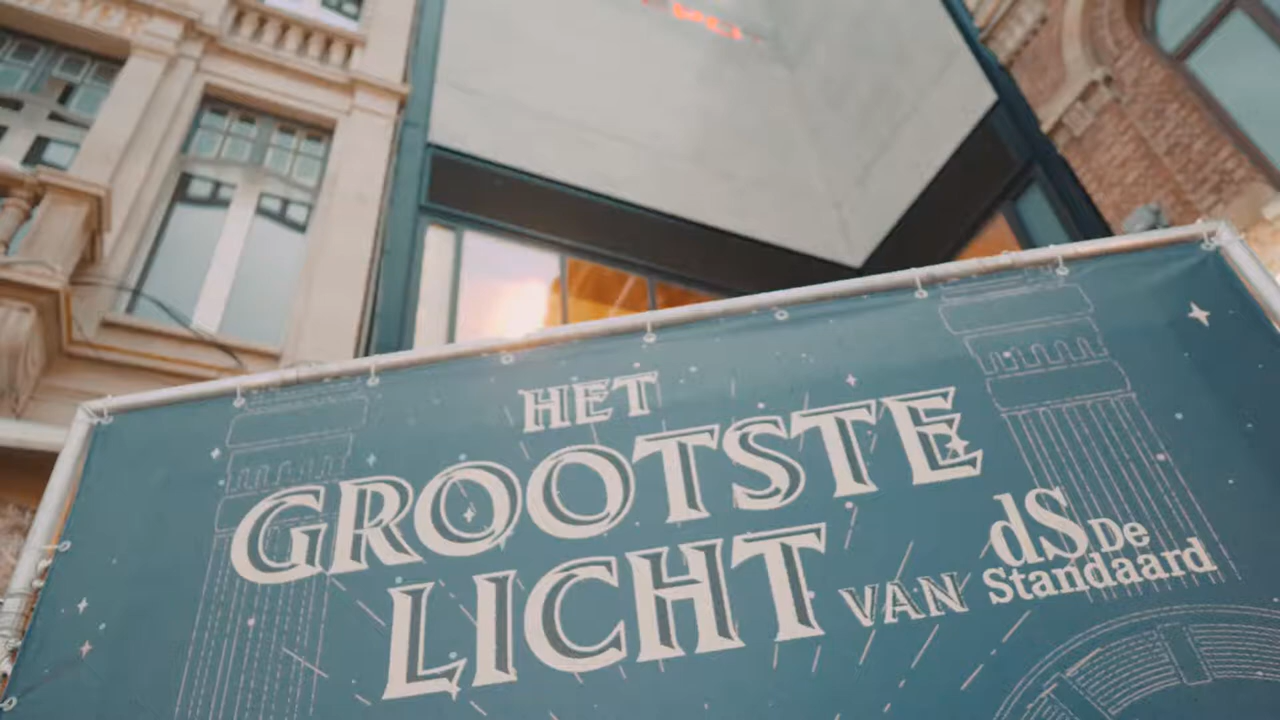 HET
GROOTSTE
LICHT VAN
dS De
Standaard